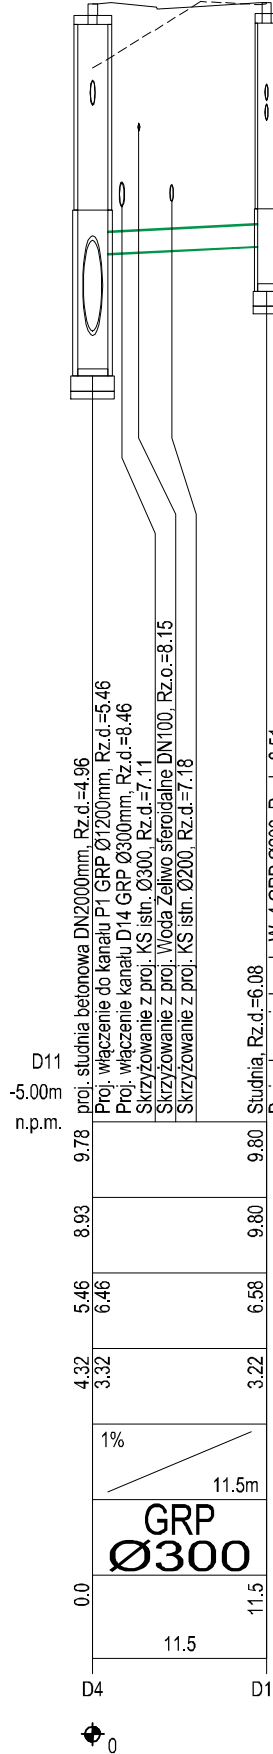 proj. studnia betonowa DN2000mm, Rz.d.=4.96
Proj. włączenie do kanału P1 GRP Ø1200mm, Rz.d.=5.46
Proj. włączenie kanału D14 GRP Ø300mm, Rz.d.=8.46
Skrzyżowanie z proj. KS istn. Ø300, Rz.d.=7.11
Skrzyżowanie z proj. Woda Żeliwo sferoidalne DN100, Rz.o.=8.15
Skrzyżowanie z proj. KS istn. Ø200, Rz.d.=7.18
Studnia, Rz.d.=6.08
D11
-5.00m
n.p.m.
9.78 9.80
8.93 9.80
5.46 6.46 6.58
4.32 3.32 3.22
1%
11.5m
GRP
Ø300
0.0 11.5
11.5
D4 D1
0